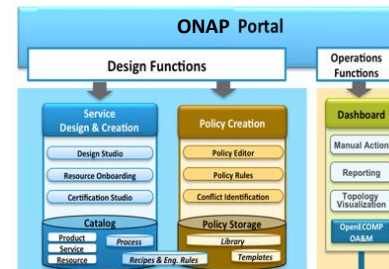 ONAP Portal
Design Functions
Operations
Functions
Service
Design & Creation
Design Studio
Resource Onboarding
Certification Studio
Catalog
Product
Service
Resource
Process
Recipes & Eng. Rules
Policy Creation
Policy Editor
Policy Rules
Conflict Identification
Policy Storage
Library
Templates
Dashboard
Manual Action
Reporting
Topology
Visualization
OpenECOMP
OA&M